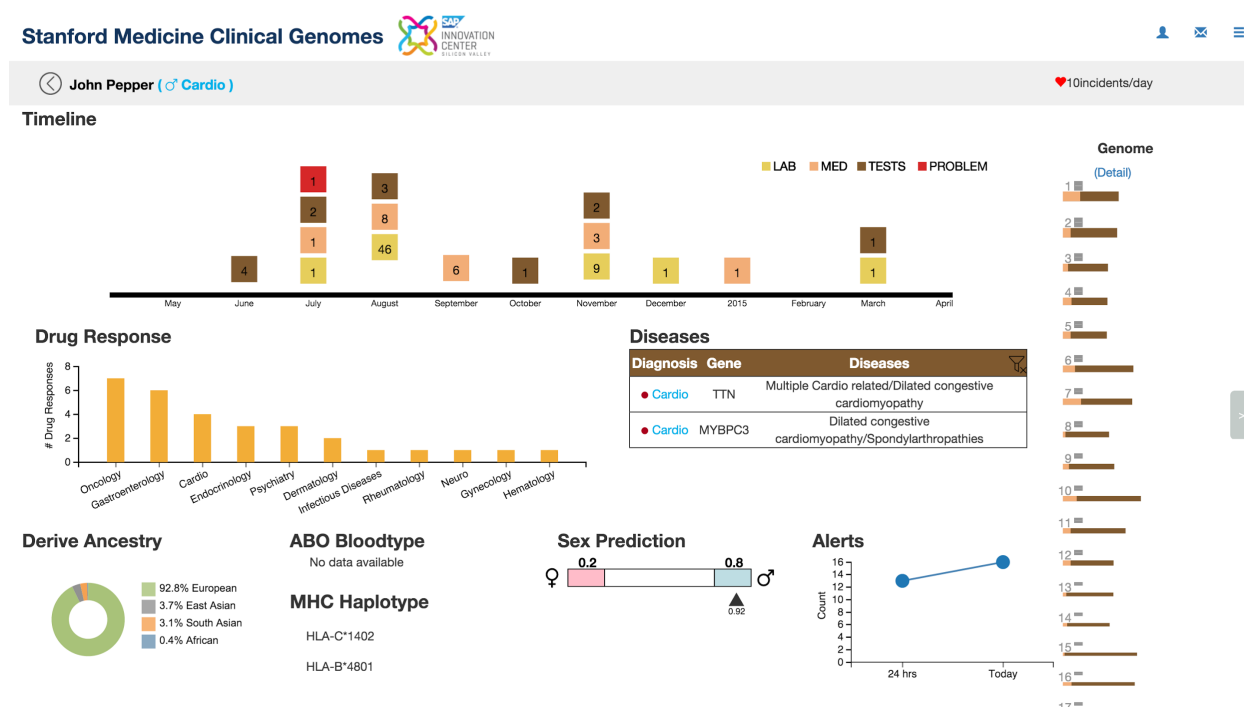 Stanford Medicine Clinical Genomes
SAP
INNOVATION
CENTER
SILICON VALLEY
John Pepper ( ♂ Cardio )
10incidents/day
Timeline
LAB MED TESTS PROBLEM
1
3
2 8 2
1 46 3 1
4 1 6 1 9 1 1 1
May June July August September October November December 2015 February March April
Genome
(Detail)
1
2
3
4
5
6
7
8
9
10
11
12
13
14
15
16
17
>
Drug Response
# Drug Responses
8
6
4
2
0
Oncology Gastroenterology Cardio Endocrinology Psychiatry Dermatology Infectious Diseases Rheumatology Neuro Gynecology Hematology
Diseases
Diagnosis Gene Diseases
Cardio TTN Multiple Cardio related/Dilated congestive
cardiomyopathy
Cardio MYBPC3 Dilated congestive
cardiomyopathy/Spondylarthropathies
Derive Ancestry
92.8% European
3.7% East Asian
3.1% South Asian
0.4% African
ABO Bloodtype
No data available
MHC Haplotype
HLA-C*1402
HLA-B*4801
Sex Prediction
0.2 0.8
♀ ♂
0.92
Alerts
Count
16
14
12
10
8
6
4
2
0
24 hrs Today